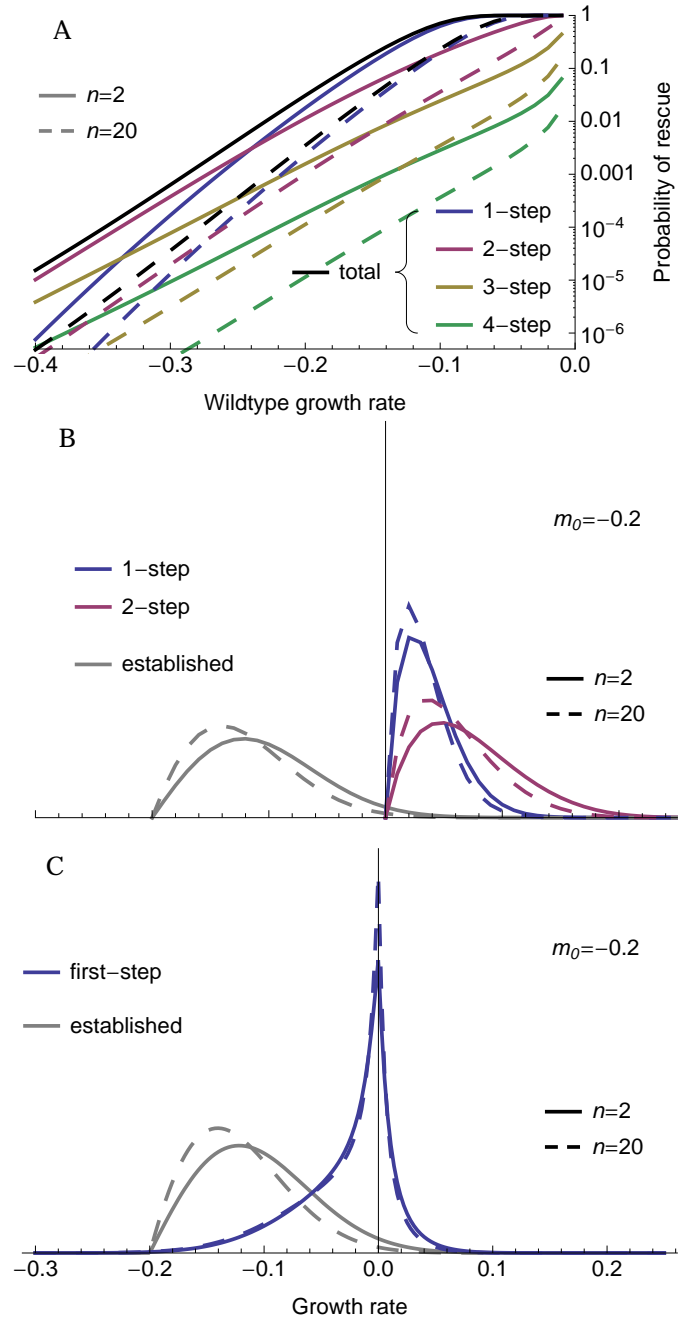 A
n=2
n=20
1−step
2−step
3−step
4−step
total
1
0.1
0.01
0.001
10⁻⁴
10⁻⁵
10⁻⁶
Probability of rescue
−0.4 −0.3 −0.2 −0.1 0.0
Wildtype growth rate
B
m₀=−0.2
1−step
2−step
established
n=2
n=20
C
m₀=−0.2
first−step
established
n=2
n=20
−0.3 −0.2 −0.1 0.0 0.1 0.2
Growth rate